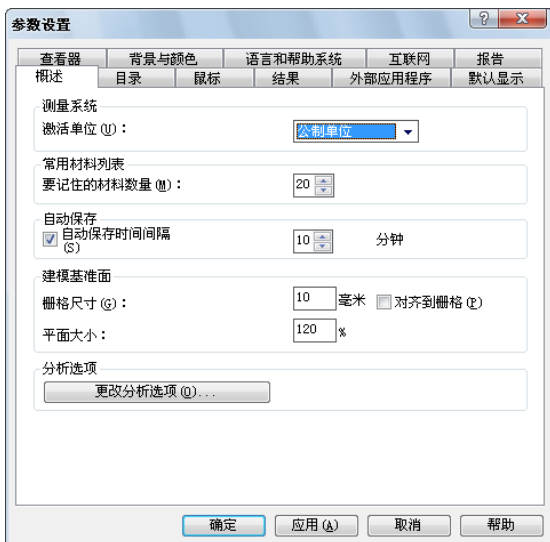 参数设置
查看器 背景与颜色 语言和帮助系统 互联网 报告
概述 目录 鼠标 结果 外部应用程序 默认显示
测量系统
激活单位(U): 公制单位
常用材料列表
要记住的材料数量(M): 20
自动保存
自动保存时间间隔(S) 10 分钟
建模基准面
栅格尺寸(G): 10 毫米 对齐到栅格(P)
平面大小: 120 %
分析选项
更改分析选项(O)...
确定 应用(A) 取消 帮助